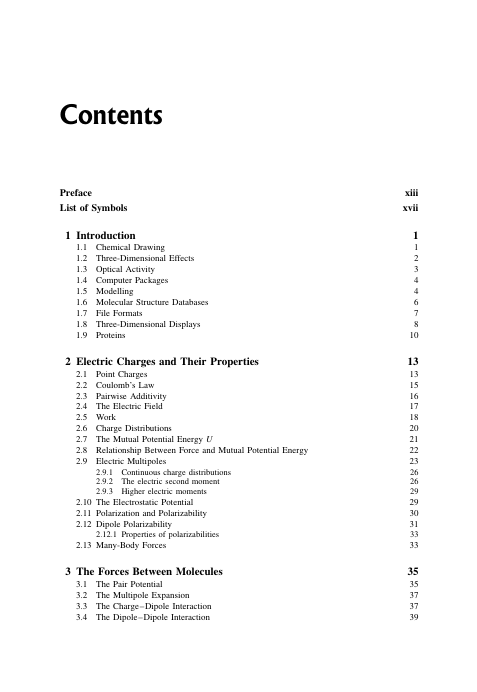 Contents
Preface xiii
List of Symbols xvii
1 Introduction 1
1.1 Chemical Drawing 1
1.2 Three-Dimensional Effects 2
1.3 Optical Activity 3
1.4 Computer Packages 4
1.5 Modelling 4
1.6 Molecular Structure Databases 6
1.7 File Formats 7
1.8 Three-Dimensional Displays 8
1.9 Proteins 10
2 Electric Charges and Their Properties 13
2.1 Point Charges 13
2.2 Coulomb's Law 15
2.3 Pairwise Additivity 16
2.4 The Electric Field 17
2.5 Work 18
2.6 Charge Distributions 20
2.7 The Mutual Potential Energy U 21
2.8 Relationship Between Force and Mutual Potential Energy 22
2.9 Electric Multipoles 23
2.9.1 Continuous charge distributions 26
2.9.2 The electric second moment 26
2.9.3 Higher electric moments 29
2.10 The Electrostatic Potential 29
2.11 Polarization and Polarizability 30
2.12 Dipole Polarizability 31
2.12.1 Properties of polarizabilities 33
2.13 Many-Body Forces 33
3 The Forces Between Molecules 35
3.1 The Pair Potential 35
3.2 The Multipole Expansion 37
3.3 The Charge–Dipole Interaction 37
3.4 The Dipole–Dipole Interaction 39